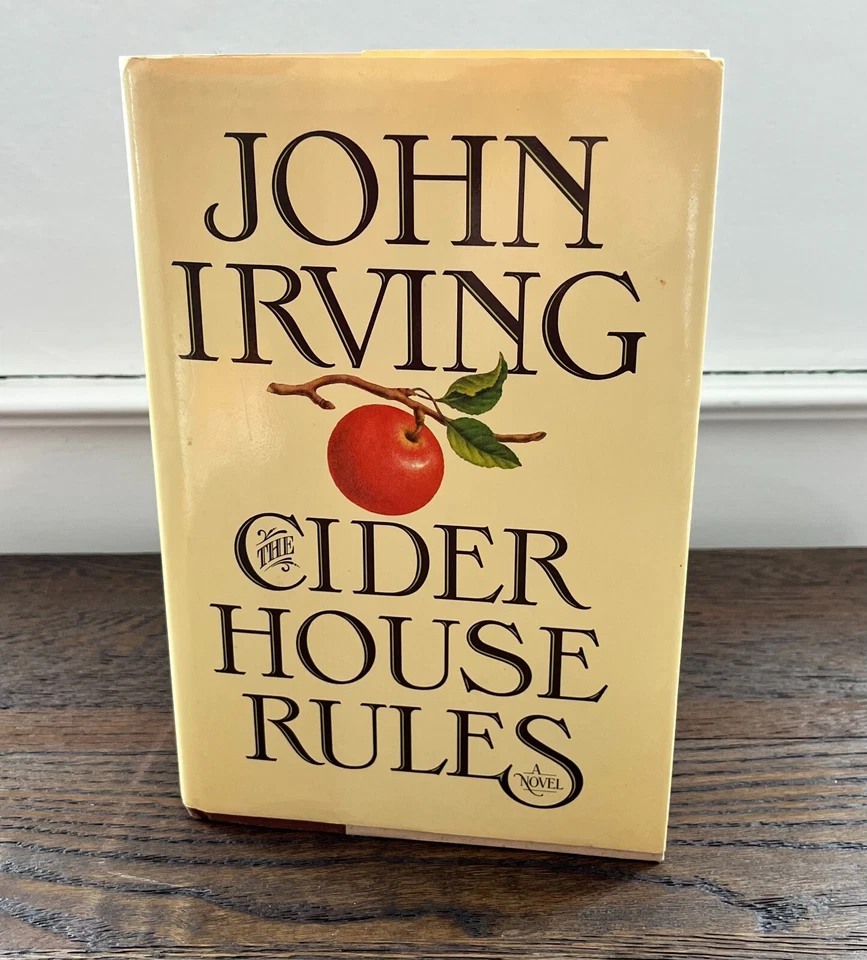 JOHN
IRVING
THE CIDER
HOUSE
RULES
A
NOVEL